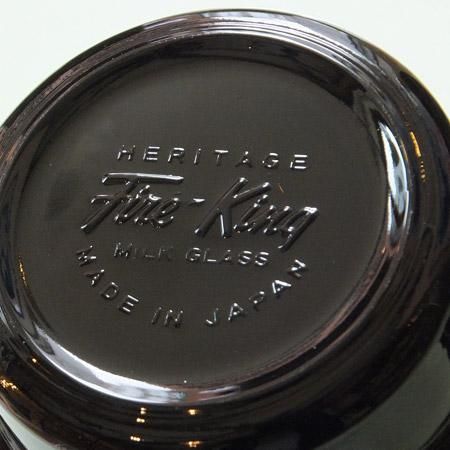 HERITAGE
Fire-King
MILK GLASS
MADE IN JAPAN